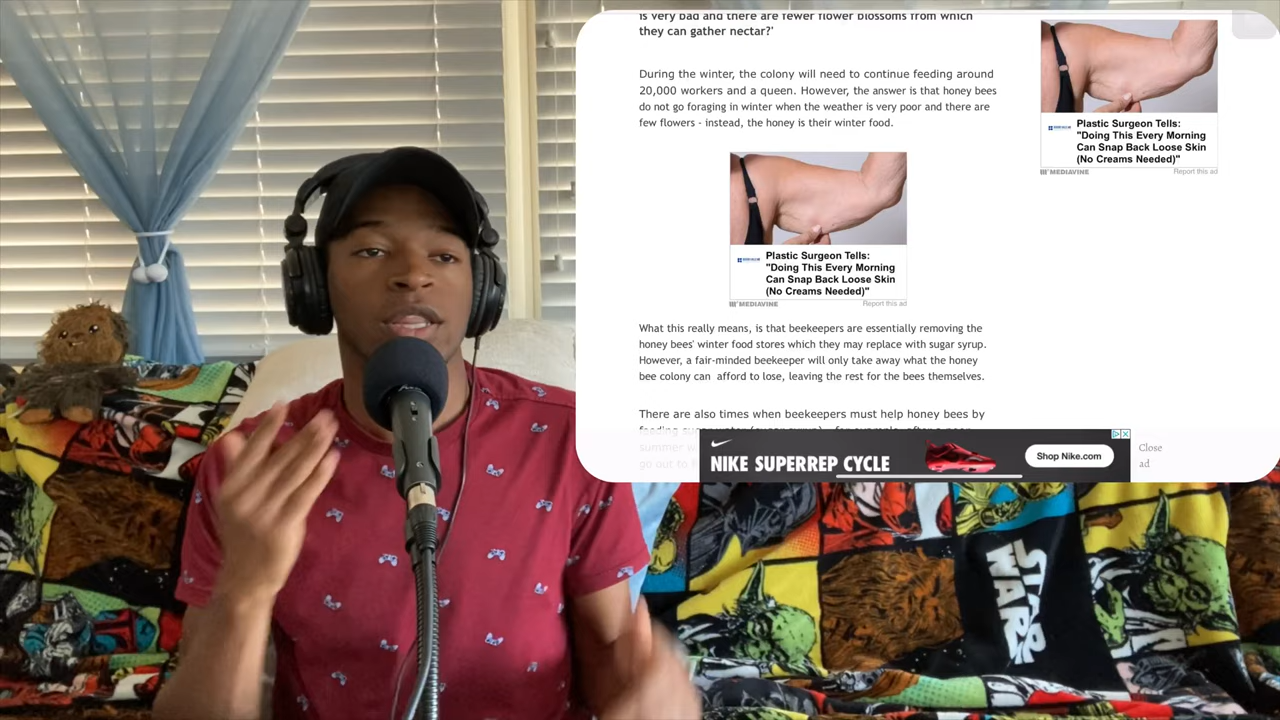 is very bad and there are fewer flower blossoms from which
they can gather nectar?'
During the winter, the colony will need to continue feeding around
20,000 workers and a queen. However, the answer is that honey bees
do not go foraging in winter when the weather is very poor and there are
few flowers - instead, the honey is their winter food.
Plastic Surgeon Tells:
"Doing This Every Morning
Can Snap Back Loose Skin
(No Creams Needed)"
MEDIAVINE
Report this ad
What this really means, is that beekeepers are essentially removing the
honey bees' winter food stores which they may replace with sugar syrup.
However, a fair-minded beekeeper will only take away what the honey
bee colony can afford to lose, leaving the rest for the bees themselves.
There are also times when beekeepers must help honey bees by
Plastic Surgeon Tells:
"Doing This Every Morning
Can Snap Back Loose Skin
(No Creams Needed)"
MEDIAVINE
Report this ad
NIKE SUPERREP CYCLE
Shop Nike.com
Close
ad
STAR
WARS